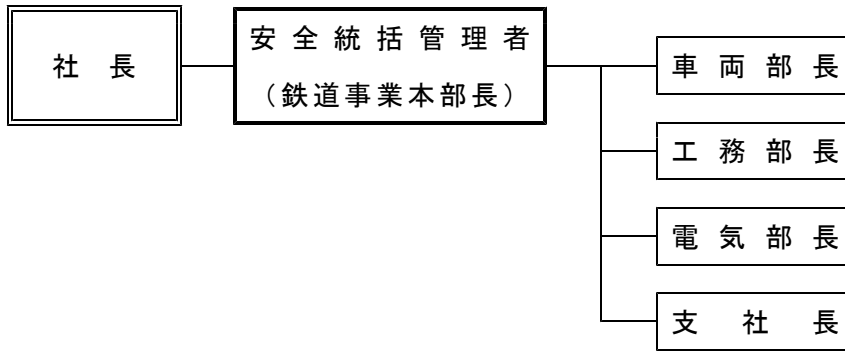 社長
安全統括管理者
（鉄道事業本部長）
車両部長
工務部長
電気部長
支社長